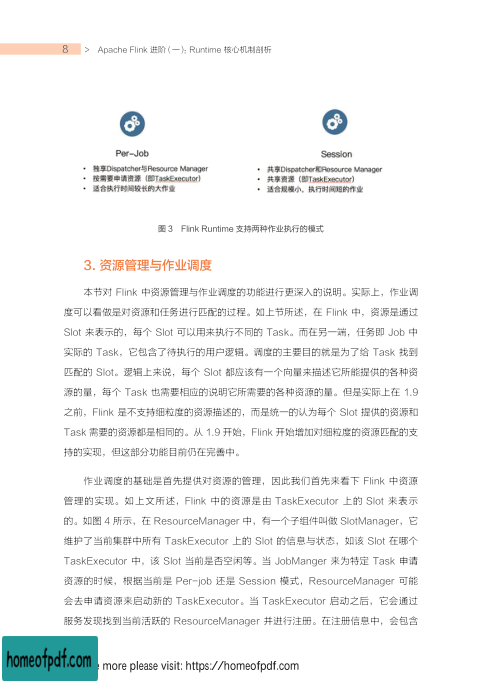 8 > Apache Flink 进阶（一）：Runtime 核心机制剖析
Per-Job
• 独享Dispatcher与Resource Manager
• 按需要申请资源（即TaskExecutor）
• 适合执行时间较长的大作业
Session
• 共享Dispatcher和Resource Manager
• 共享资源（即TaskExecutor）
• 适合规模小，执行时间短的作业
图 3 Flink Runtime 支持两种作业执行的模式
3. 资源管理与作业调度
本节对 Flink 中资源管理与作业调度的功能进行更深入的说明。实际上，作业调
度可以看做是对资源和任务进行匹配的过程。如上节所述，在 Flink 中，资源是通过
Slot 来表示的，每个 Slot 可以用来执行不同的 Task。而在另一端，任务即 Job 中
实际的 Task，它包含了待执行的用户逻辑。调度的主要目的就是为了给 Task 找到
匹配的 Slot。逻辑上来说，每个 Slot 都应该有一个向量来描述它所能提供的各种资
源的量，每个 Task 也需要相应的说明它所需要的各种资源的量。但是实际上在 1.9
之前，Flink 是不支持细粒度的资源描述的，而是统一的认为每个 Slot 提供的资源和
Task 需要的资源都是相同的。从 1.9 开始，Flink 开始增加对细粒度的资源匹配的支
持的实现，但这部分功能目前仍在完善中。
作业调度的基础是首先提供对资源的管理，因此我们首先来看下 Flink 中资源
管理的实现。如上文所述，Flink 中的资源是由 TaskExecutor 上的 Slot 来表示
的。如图 4 所示，在 ResourceManager 中，有一个子组件叫做 SlotManager，它
维护了当前集群中所有 TaskExecutor 上的 Slot 的信息与状态，如该 Slot 在哪个
TaskExecutor 中，该 Slot 当前是否空闲等。当 JobManger 来为特定 Task 申请
资源的时候，根据当前是 Per-job 还是 Session 模式，ResourceManager 可能
会去申请资源来启动新的 TaskExecutor。当 TaskExecutor 启动之后，它会通过
服务发现找到当前活跃的 ResourceManager 并进行注册。在注册信息中，会包含
homeofpdf.com
more please visit: https://homeofpdf.com